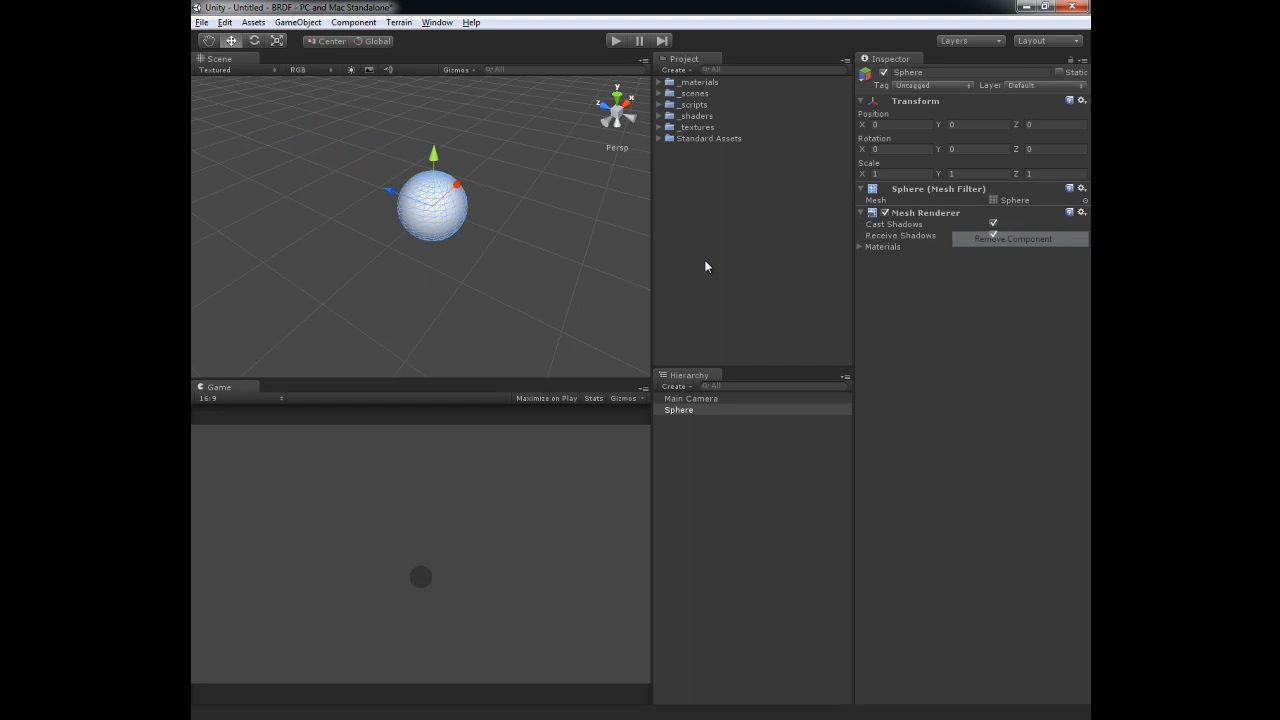 Unity - Untitled - BRDF - PC and Mac Standalone*
File Edit Assets GameObject Component Terrain Window Help
Center Global Layers Layout
Scene
Textured RGB Gizmos All
y
z x
Persp
Game
16:9 Maximize on Play Stats Gizmos
Project
Create All
_materials
_scenes
_scripts
_shaders
_textures
Standard Assets
Hierarchy
Create All
Main Camera
Sphere
Inspector
Sphere Static
Tag Untagged Layer Default
Transform
Position
X 0 Y 0 Z 0
Rotation
X 0 Y 0 Z 0
Scale
X 1 Y 1 Z 1
Sphere (Mesh Filter)
Mesh Sphere
Mesh Renderer
Cast Shadows
Receive Shadows
Remove Component
Materials